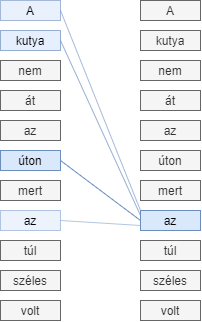 A A
kutya kutya
nem nem
át át
az az
úton úton
mert mert
az az
túl túl
széles széles
volt volt